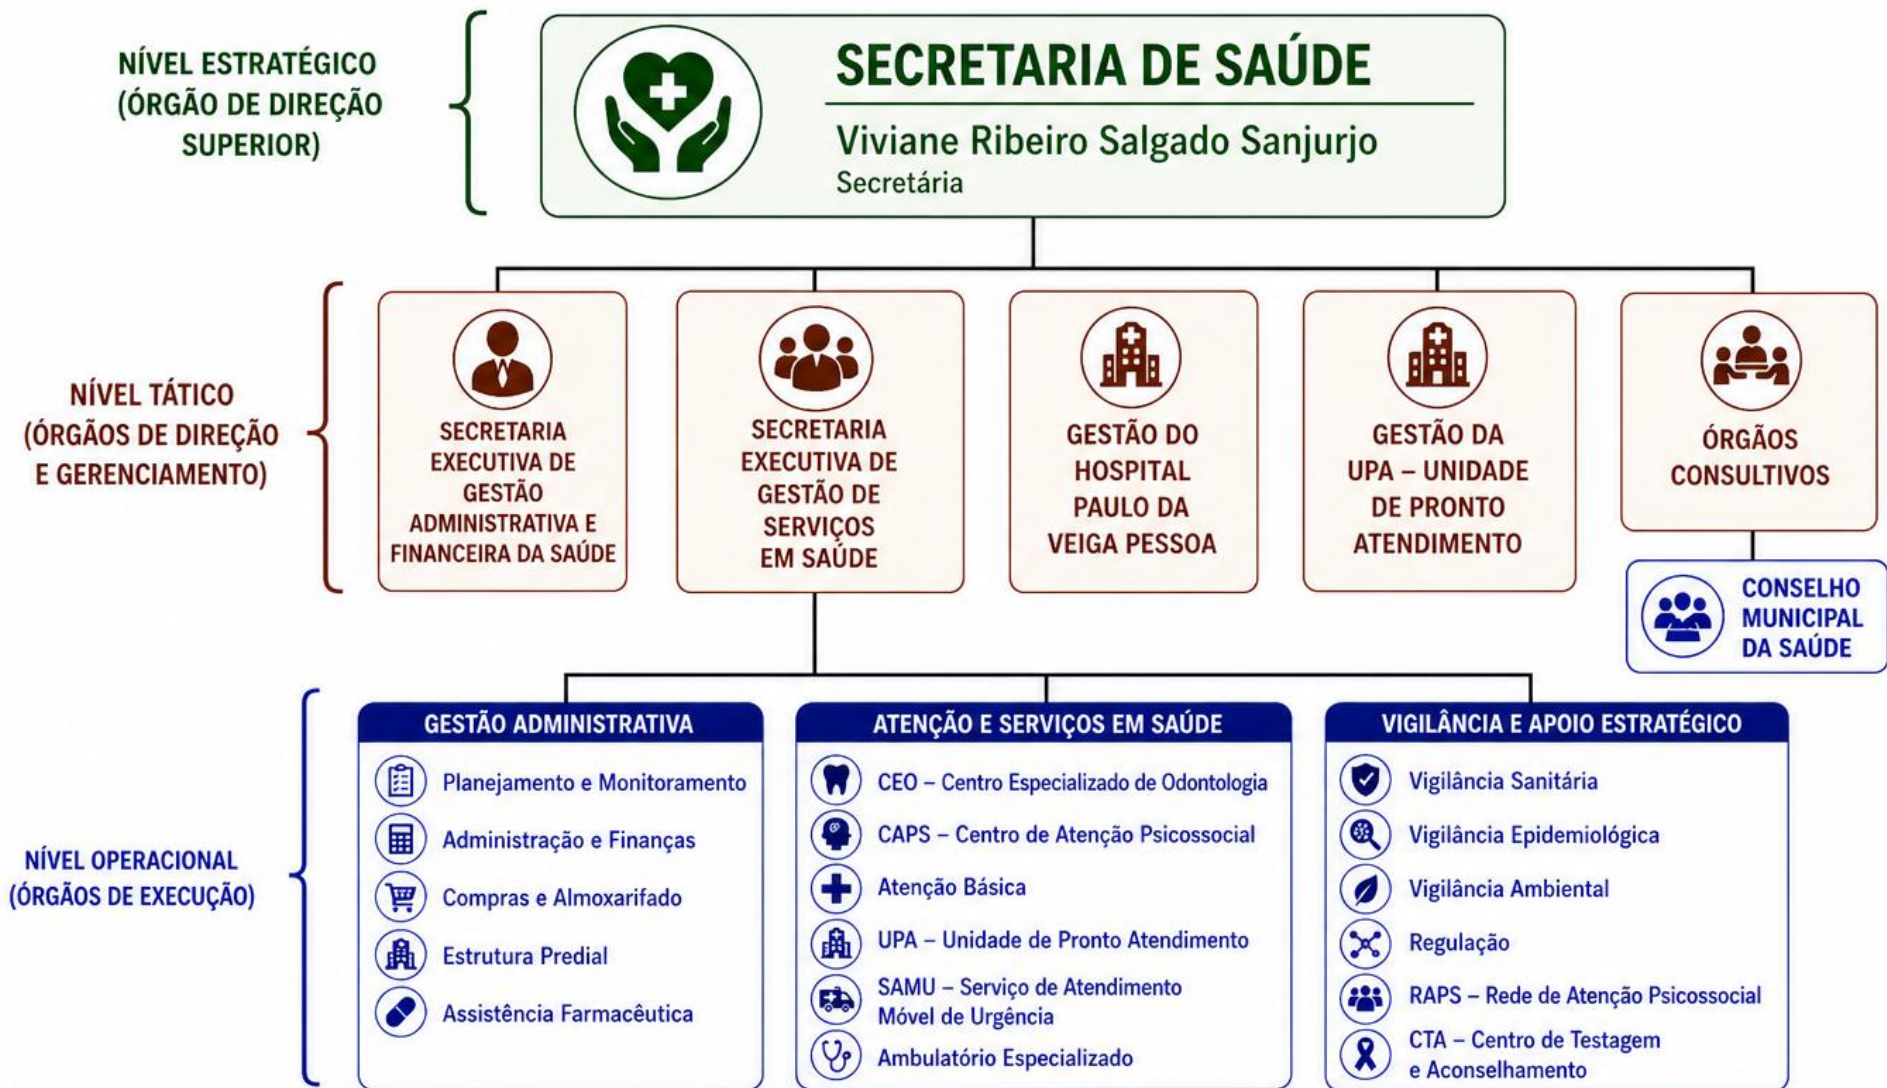 NÍVEL ESTRATÉGICO
(ÓRGÃO DE DIREÇÃO
SUPERIOR)
SECRETARIA DE SAÚDE
Viviane Ribeiro Salgado Sanjurjo
Secretária
NÍVEL TÁTICO
(ÓRGÃOS DE DIREÇÃO
E GERENCIAMENTO)
SECRETARIA
EXECUTIVA DE
GESTÃO
ADMINISTRATIVA E
FINANCEIRA DA SAÚDE
SECRETARIA
EXECUTIVA DE
GESTÃO DE
SERVIÇOS
EM SAÚDE
GESTÃO DO
HOSPITAL
PAULO DA
VEIGA PESSOA
GESTÃO DA
UPA – UNIDADE
DE PRONTO
ATENDIMENTO
ÓRGÃOS
CONSULTIVOS
CONSELHO
MUNICIPAL
DA SAÚDE
NÍVEL OPERACIONAL
(ÓRGÃOS DE EXECUÇÃO)
GESTÃO ADMINISTRATIVA
Planejamento e Monitoramento
Administração e Finanças
Compras e Almoxarifado
Estrutura Predial
Assistência Farmacêutica
ATENÇÃO E SERVIÇOS EM SAÚDE
CEO – Centro Especializado de Odontologia
CAPS – Centro de Atenção Psicossocial
Atenção Básica
UPA – Unidade de Pronto Atendimento
SAMU – Serviço de Atendimento
Móvel de Urgência
Ambulatório Especializado
VIGILÂNCIA E APOIO ESTRATÉGICO
Vigilância Sanitária
Vigilância Epidemiológica
Vigilância Ambiental
Regulação
RAPS – Rede de Atenção Psicossocial
CTA – Centro de Testagem
e Aconselhamento